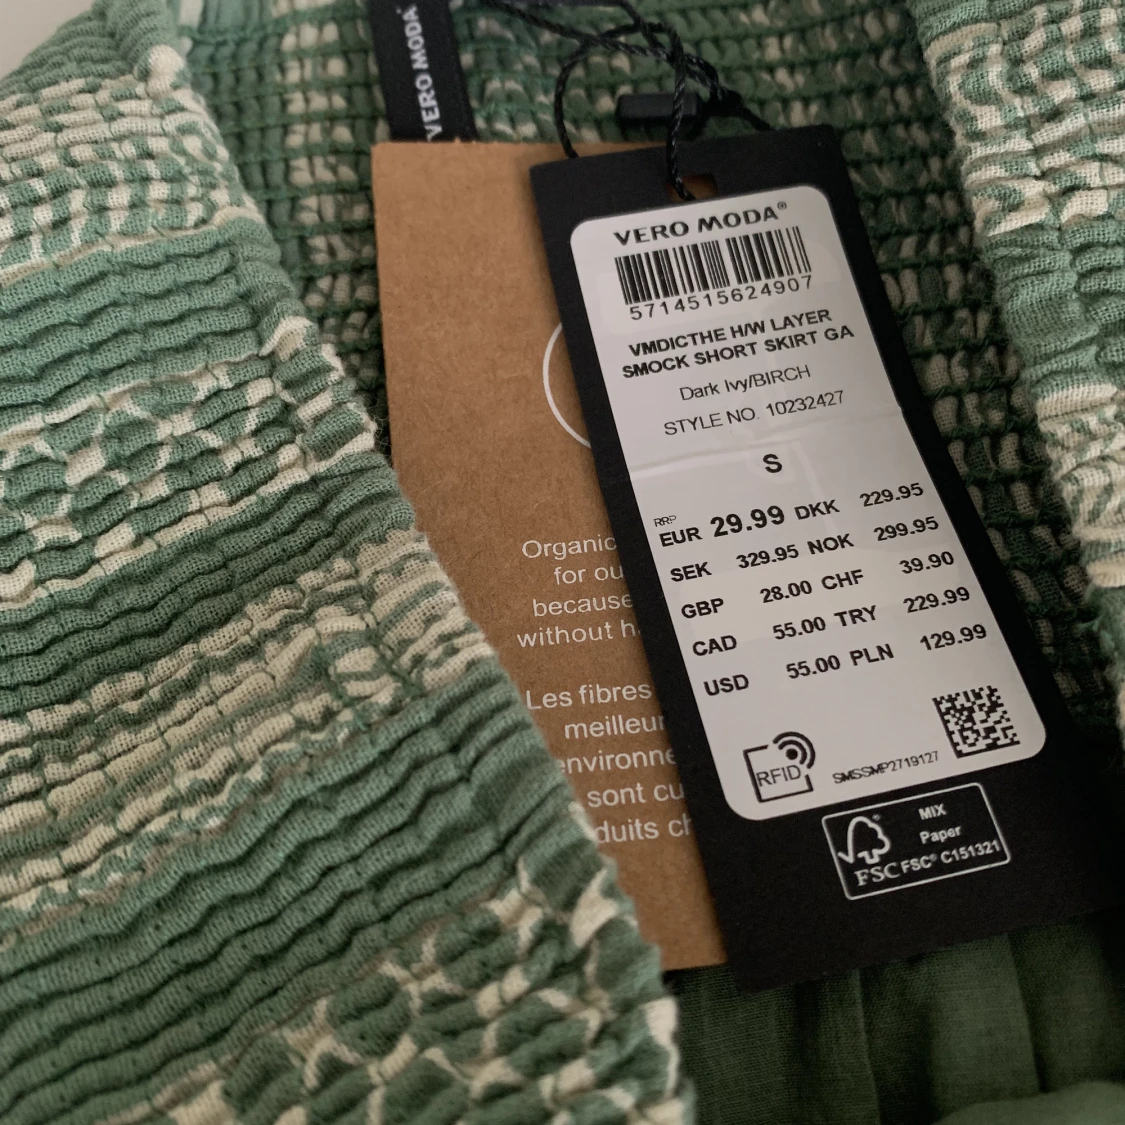 VERO MODA
VERO MODA®
5714515624907
VMDICTHE H/W LAYER
SMOCK SHORT SKIRT GA
Dark Ivy/BIRCH
STYLE NO. 10232427
S
RRP
EUR 29.99 DKK 229.95
SEK 329.95 NOK 299.95
GBP 28.00 CHF 39.90
CAD 55.00 TRY 229.99
USD 55.00 PLN 129.99
RFID
SMSSMP2719127
MIX
Paper
FSC FSC® C151321
Organic
for ou
because
without h
Les fibres
meilleur
environne
sont cu
duits ch